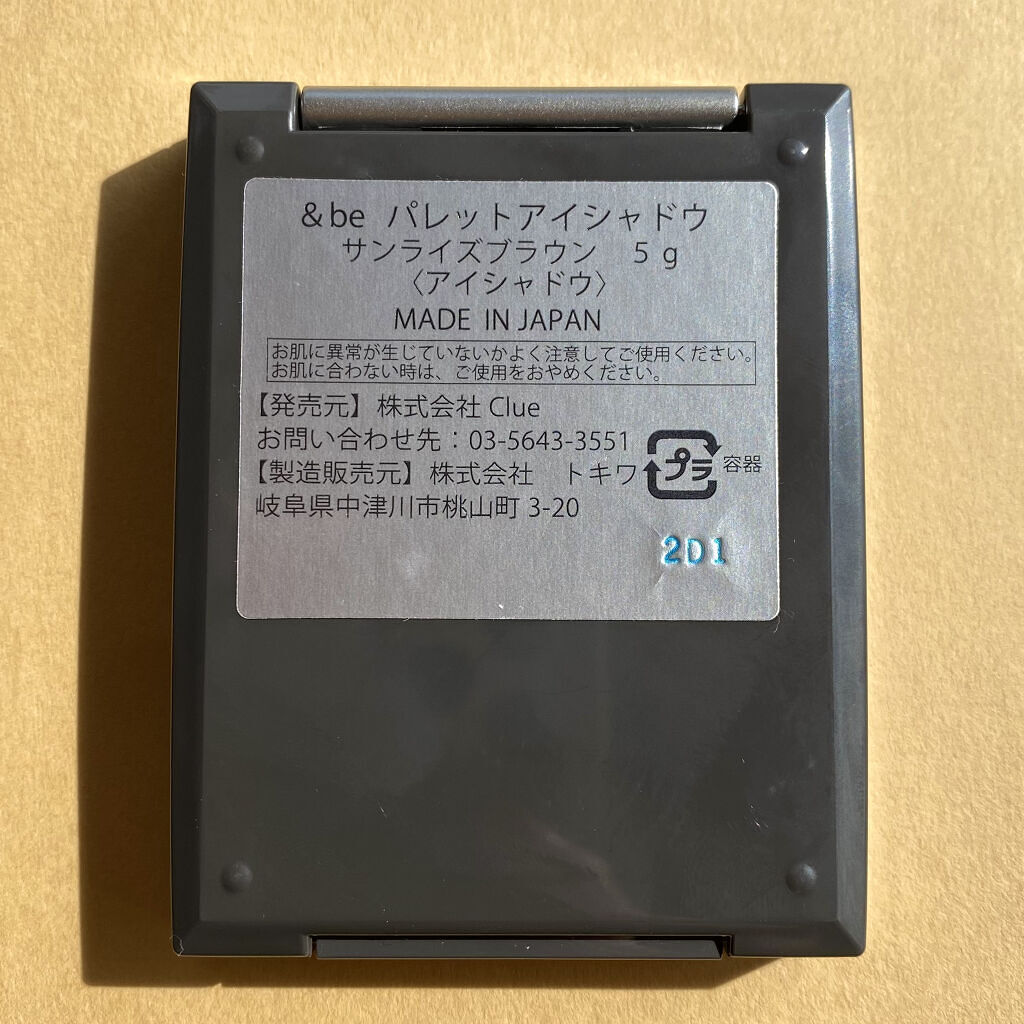 &be パレットアイシャドウ
サンライズブラウン 5g
〈アイシャドウ〉
MADE IN JAPAN
お肌に異常が生じていないかよく注意してご使用ください。
お肌に合わない時は、ご使用をおやめください。
【発売元】株式会社 Clue
お問い合わせ先：03-5643-3551
【製造販売元】株式会社 トキワ
岐阜県中津川市桃山町 3-20
プラ 容器
2D1